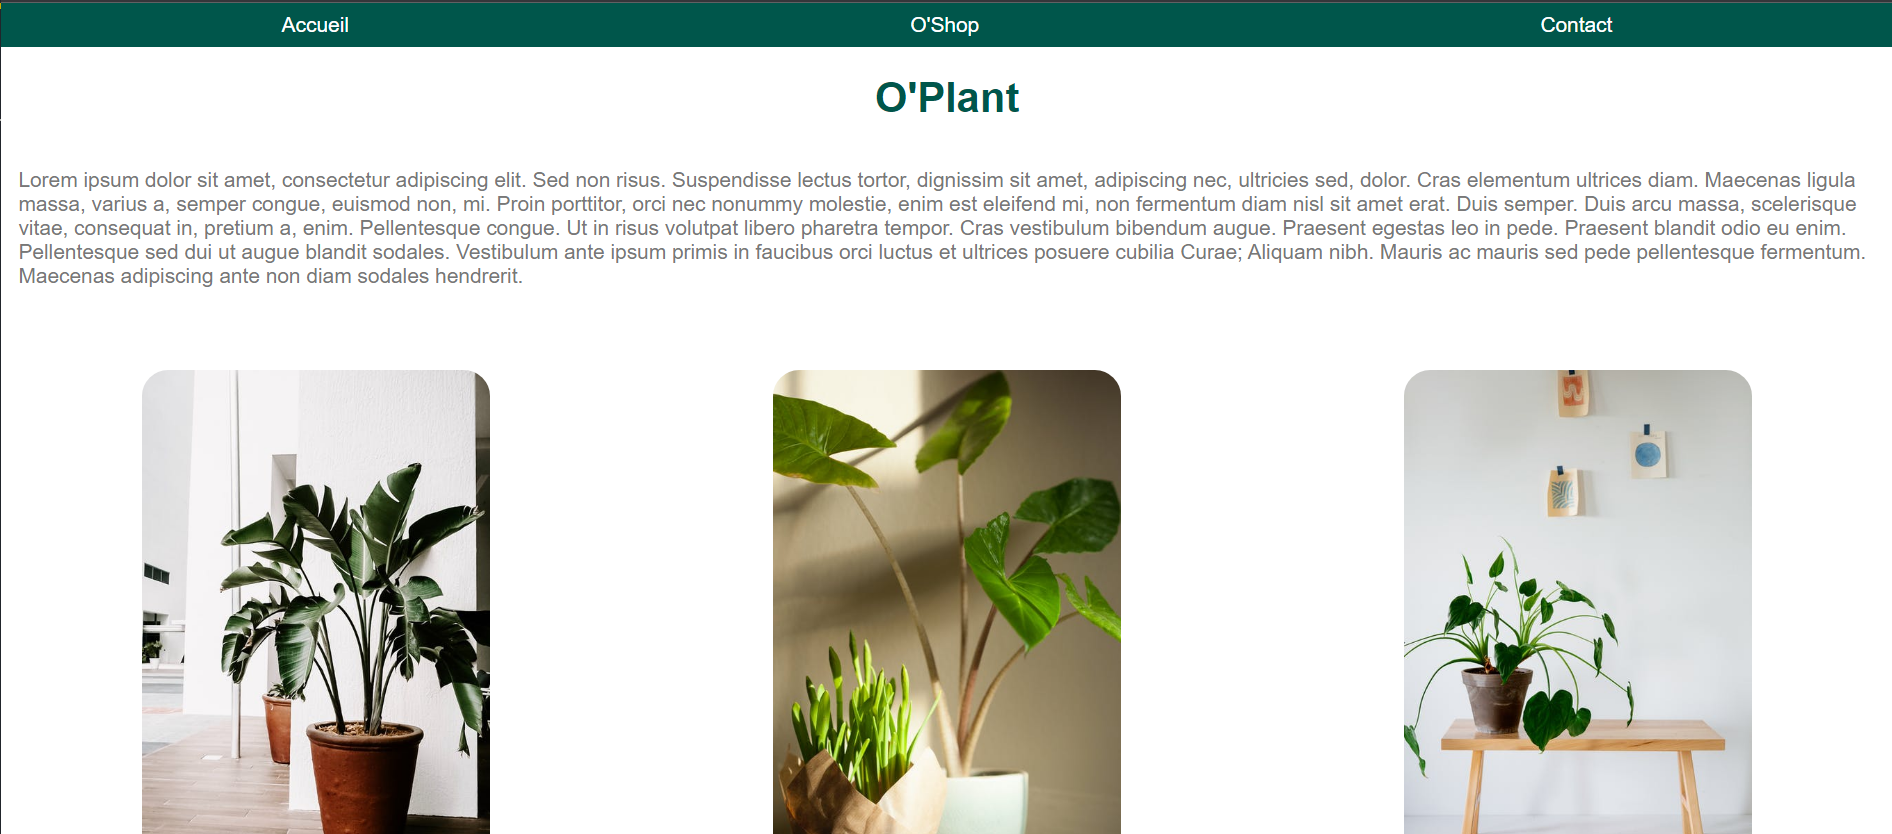 Accueil O'Shop Contact
O'Plant
Lorem ipsum dolor sit amet, consectetur adipiscing elit. Sed non risus. Suspendisse lectus tortor, dignissim sit amet, adipiscing nec, ultricies sed, dolor. Cras elementum ultrices diam. Maecenas ligula
massa, varius a, semper congue, euismod non, mi. Proin porttitor, orci nec nonummy molestie, enim est eleifend mi, non fermentum diam nisl sit amet erat. Duis semper. Duis arcu massa, scelerisque
vitae, consequat in, pretium a, enim. Pellentesque congue. Ut in risus volutpat libero pharetra tempor. Cras vestibulum bibendum augue. Praesent egestas leo in pede. Praesent blandit odio eu enim.
Pellentesque sed dui ut augue blandit sodales. Vestibulum ante ipsum primis in faucibus orci luctus et ultrices posuere cubilia Curae; Aliquam nibh. Mauris ac mauris sed pede pellentesque fermentum.
Maecenas adipiscing ante non diam sodales hendrerit.